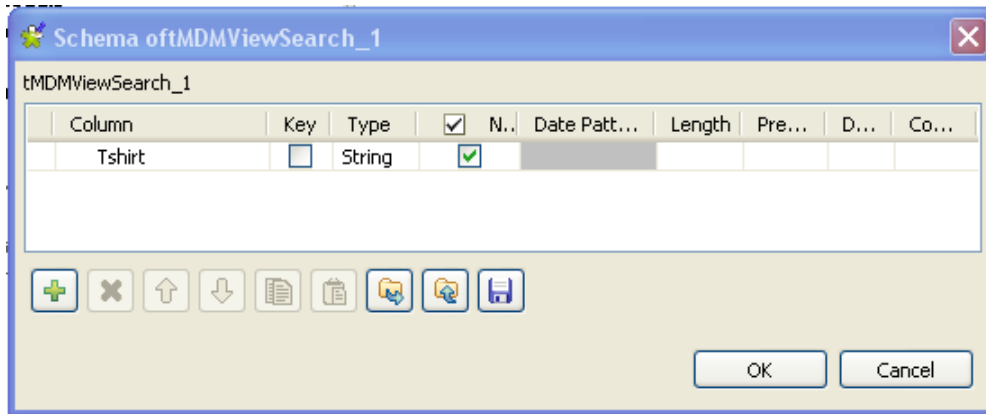 Schema oftMDMViewSearch_1
tMDMViewSearch_1
Column Key Type N.. Date Patt... Length Pre... D... Co...
Tshirt String
OK Cancel